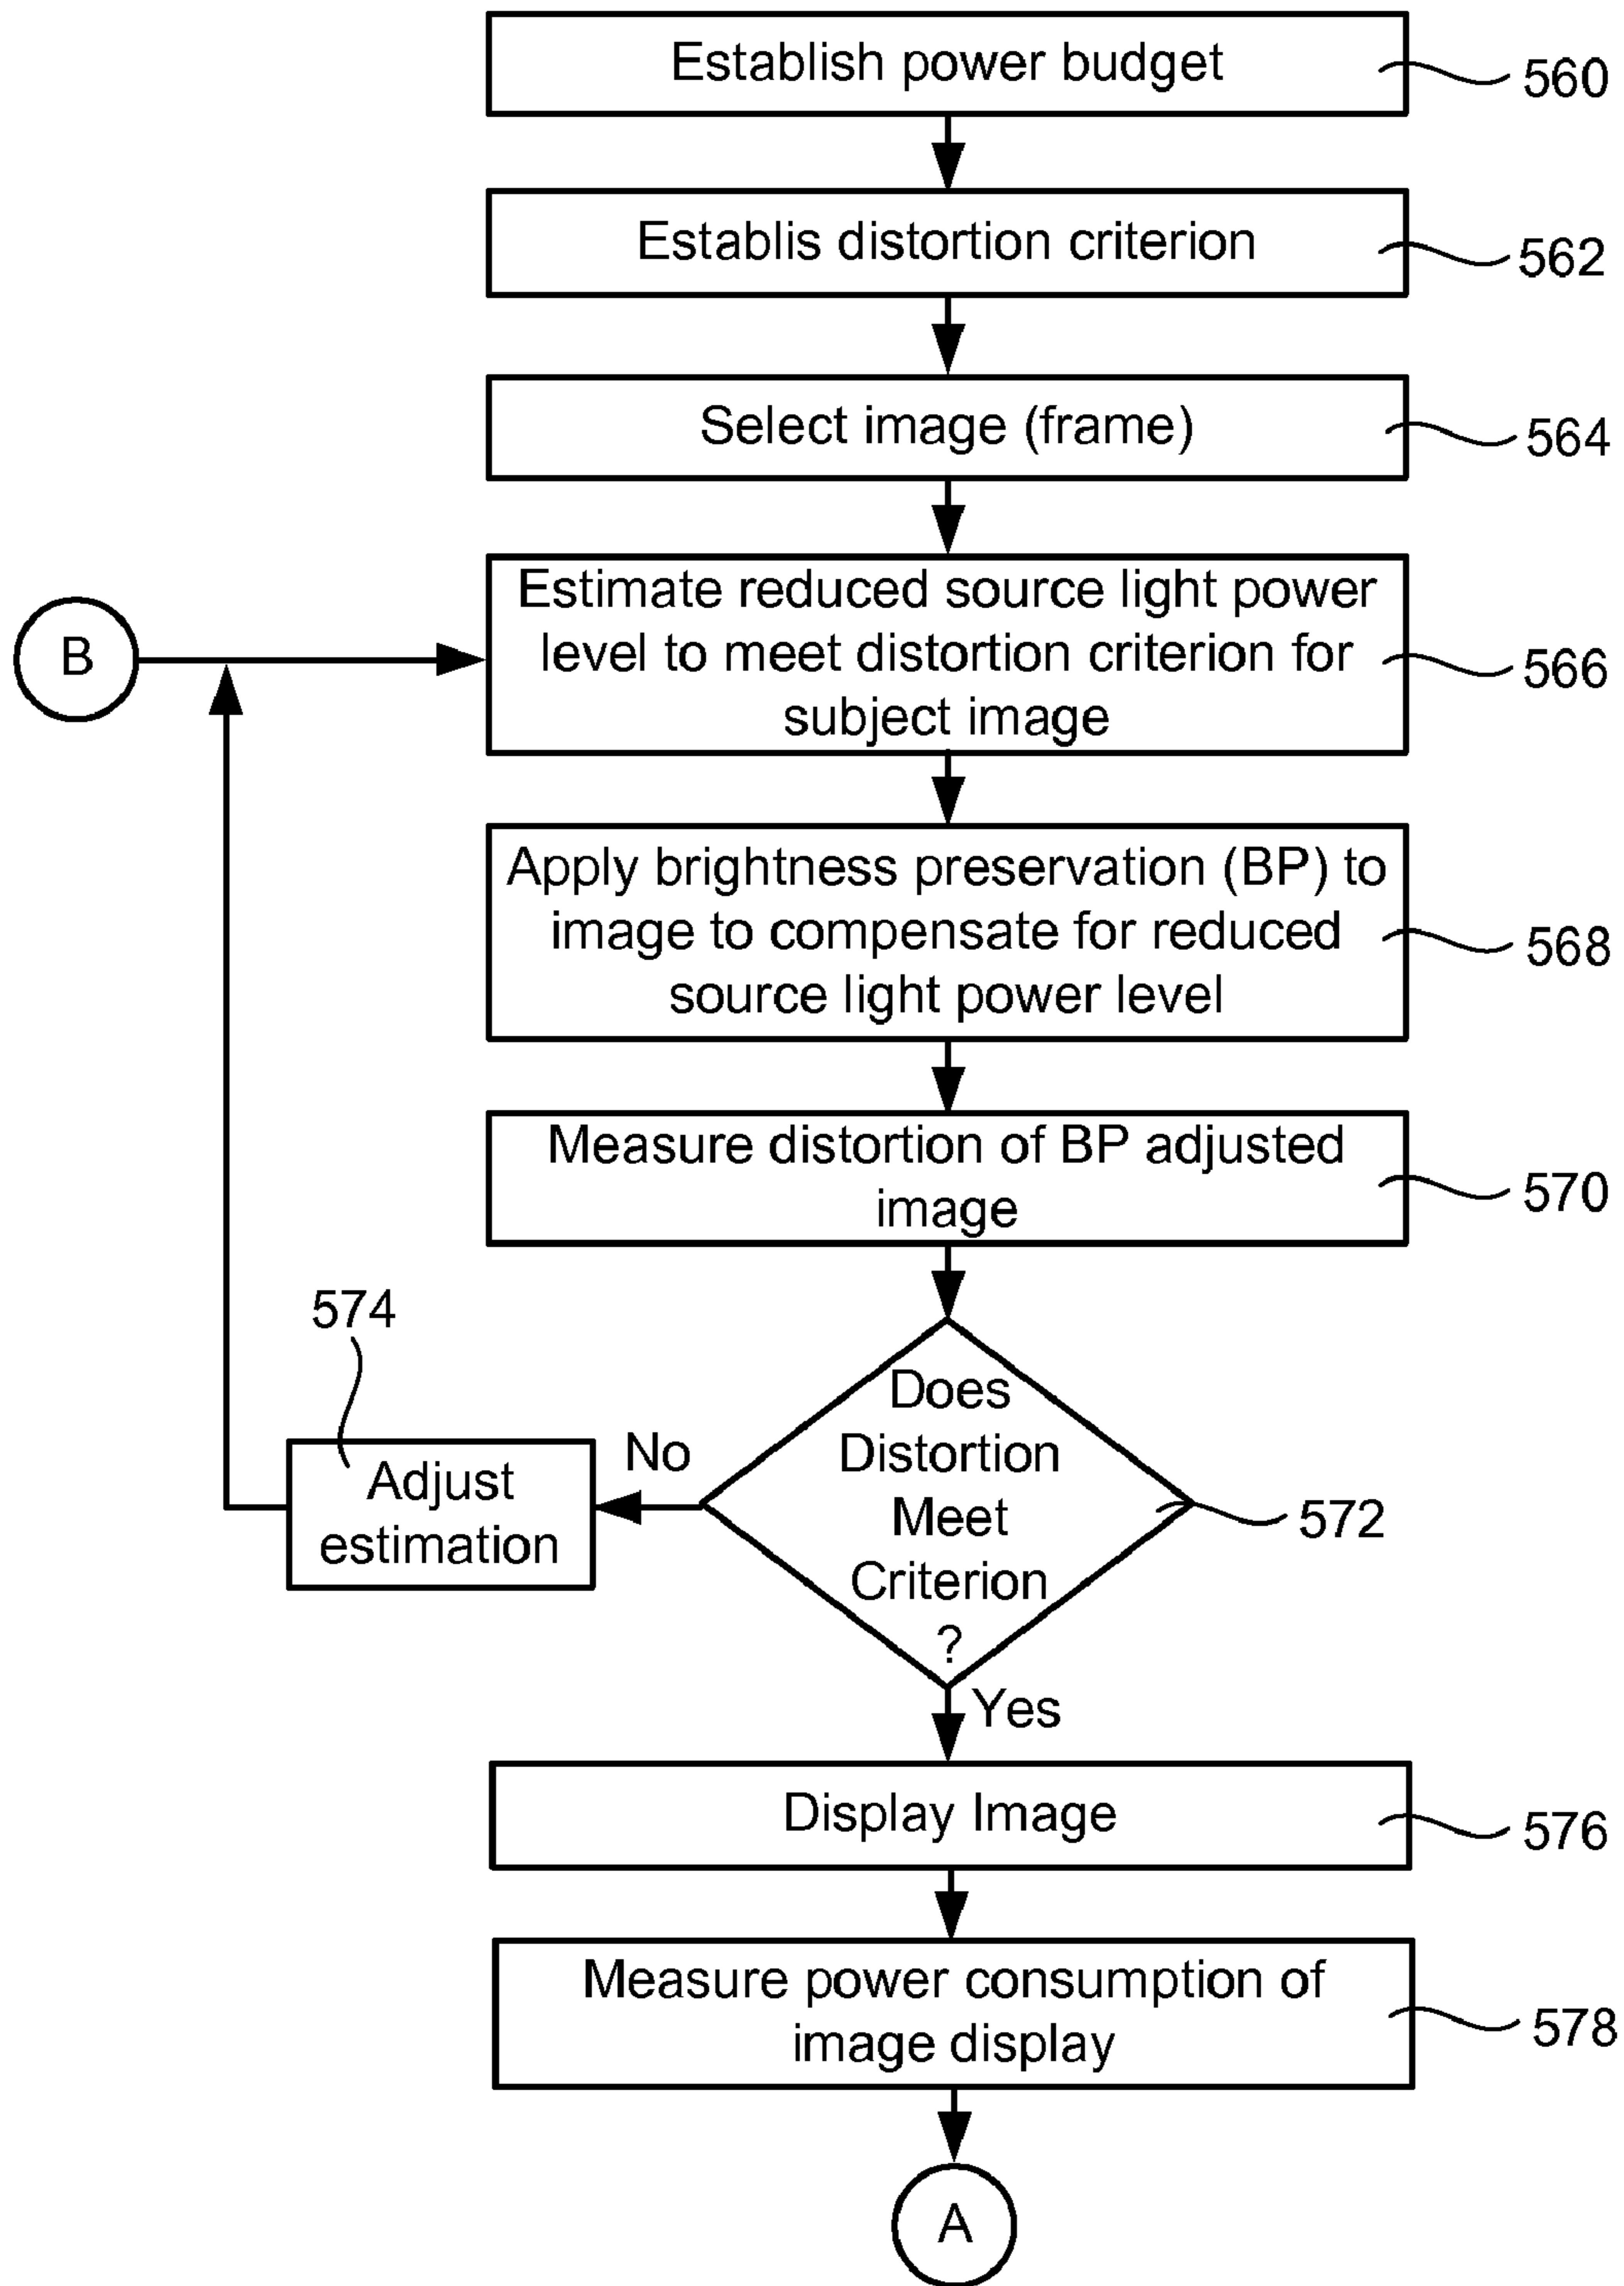 Establish power budget
560
Establis distortion criterion
562
Select image (frame)
564
B
Estimate reduced source light power
level to meet distortion criterion for
subject image
566
Apply brightness preservation (BP) to
image to compensate for reduced
source light power level
568
Measure distortion of BP adjusted
image
570
574
Adjust
estimation
No
Does
Distortion
Meet
Criterion
?
572
Yes
Display Image
576
Measure power consumption of
image display
578
A